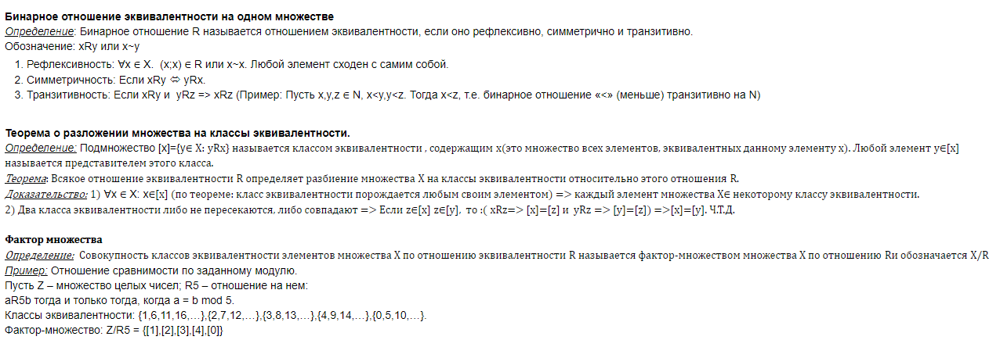 Бинарное отношение эквивалентности на одном множестве
Определение: Бинарное отношение R называется отношением эквивалентности, если оно рефлексивно, симметрично и транзитивно.
Обозначение: xRy или x~y
1. Рефлексивность: ∀x ∈ X. (x;x) ∈ R или x~x. Любой элемент сходен с самим собой.
2. Симметричность: Если xRy ⇔ yRx.
3. Транзитивность: Если xRy и yRz => xRz (Пример: Пусть x,y,z ∈ N, x<y,y<z. Тогда x<z, т.е. бинарное отношение «<» (меньше) транзитивно на N)
Теорема о разложении множества на классы эквивалентности.
Определение: Подмножество [x]={y∈ X: yRx} называется классом эквивалентности , содержащим x(это множество всех элементов, эквивалентных данному элементу x). Любой элемент y∈[x]
называется представителем этого класса.
Теорема: Всякое отношение эквивалентности R определяет разбиение множества X на классы эквивалентности относительно этого отношения R.
Доказательство: 1) ∀x ∈ X: x∈[x] (по теореме: класс эквивалентности порождается любым своим элементом) => каждый элемент множества X∈ некоторому классу эквивалентности.
2) Два класса эквивалентности либо не пересекаются, либо совпадают => Если z∈[x] z∈[y], то :( xRz=> [x]=[z] и yRz => [y]=[z]) =>[x]=[y]. Ч.Т.Д.
Фактор множества
Определение: Совокупность классов эквивалентности элементов множества X по отношению эквивалентности R называется фактор-множеством множества X по отношению Rи обозначается X/R
Пример: Отношение сравнимости по заданному модулю.
Пусть Z – множество целых чисел; R5 – отношение на нем:
aR5b тогда и только тогда, когда a = b mod 5.
Классы эквивалентности: {1,6,11,16,…},{2,7,12,…},{3,8,13,…},{4,9,14,…},{0,5,10,…}.
Фактор-множество: Z/R5 = {[1],[2],[3],[4],[0]}